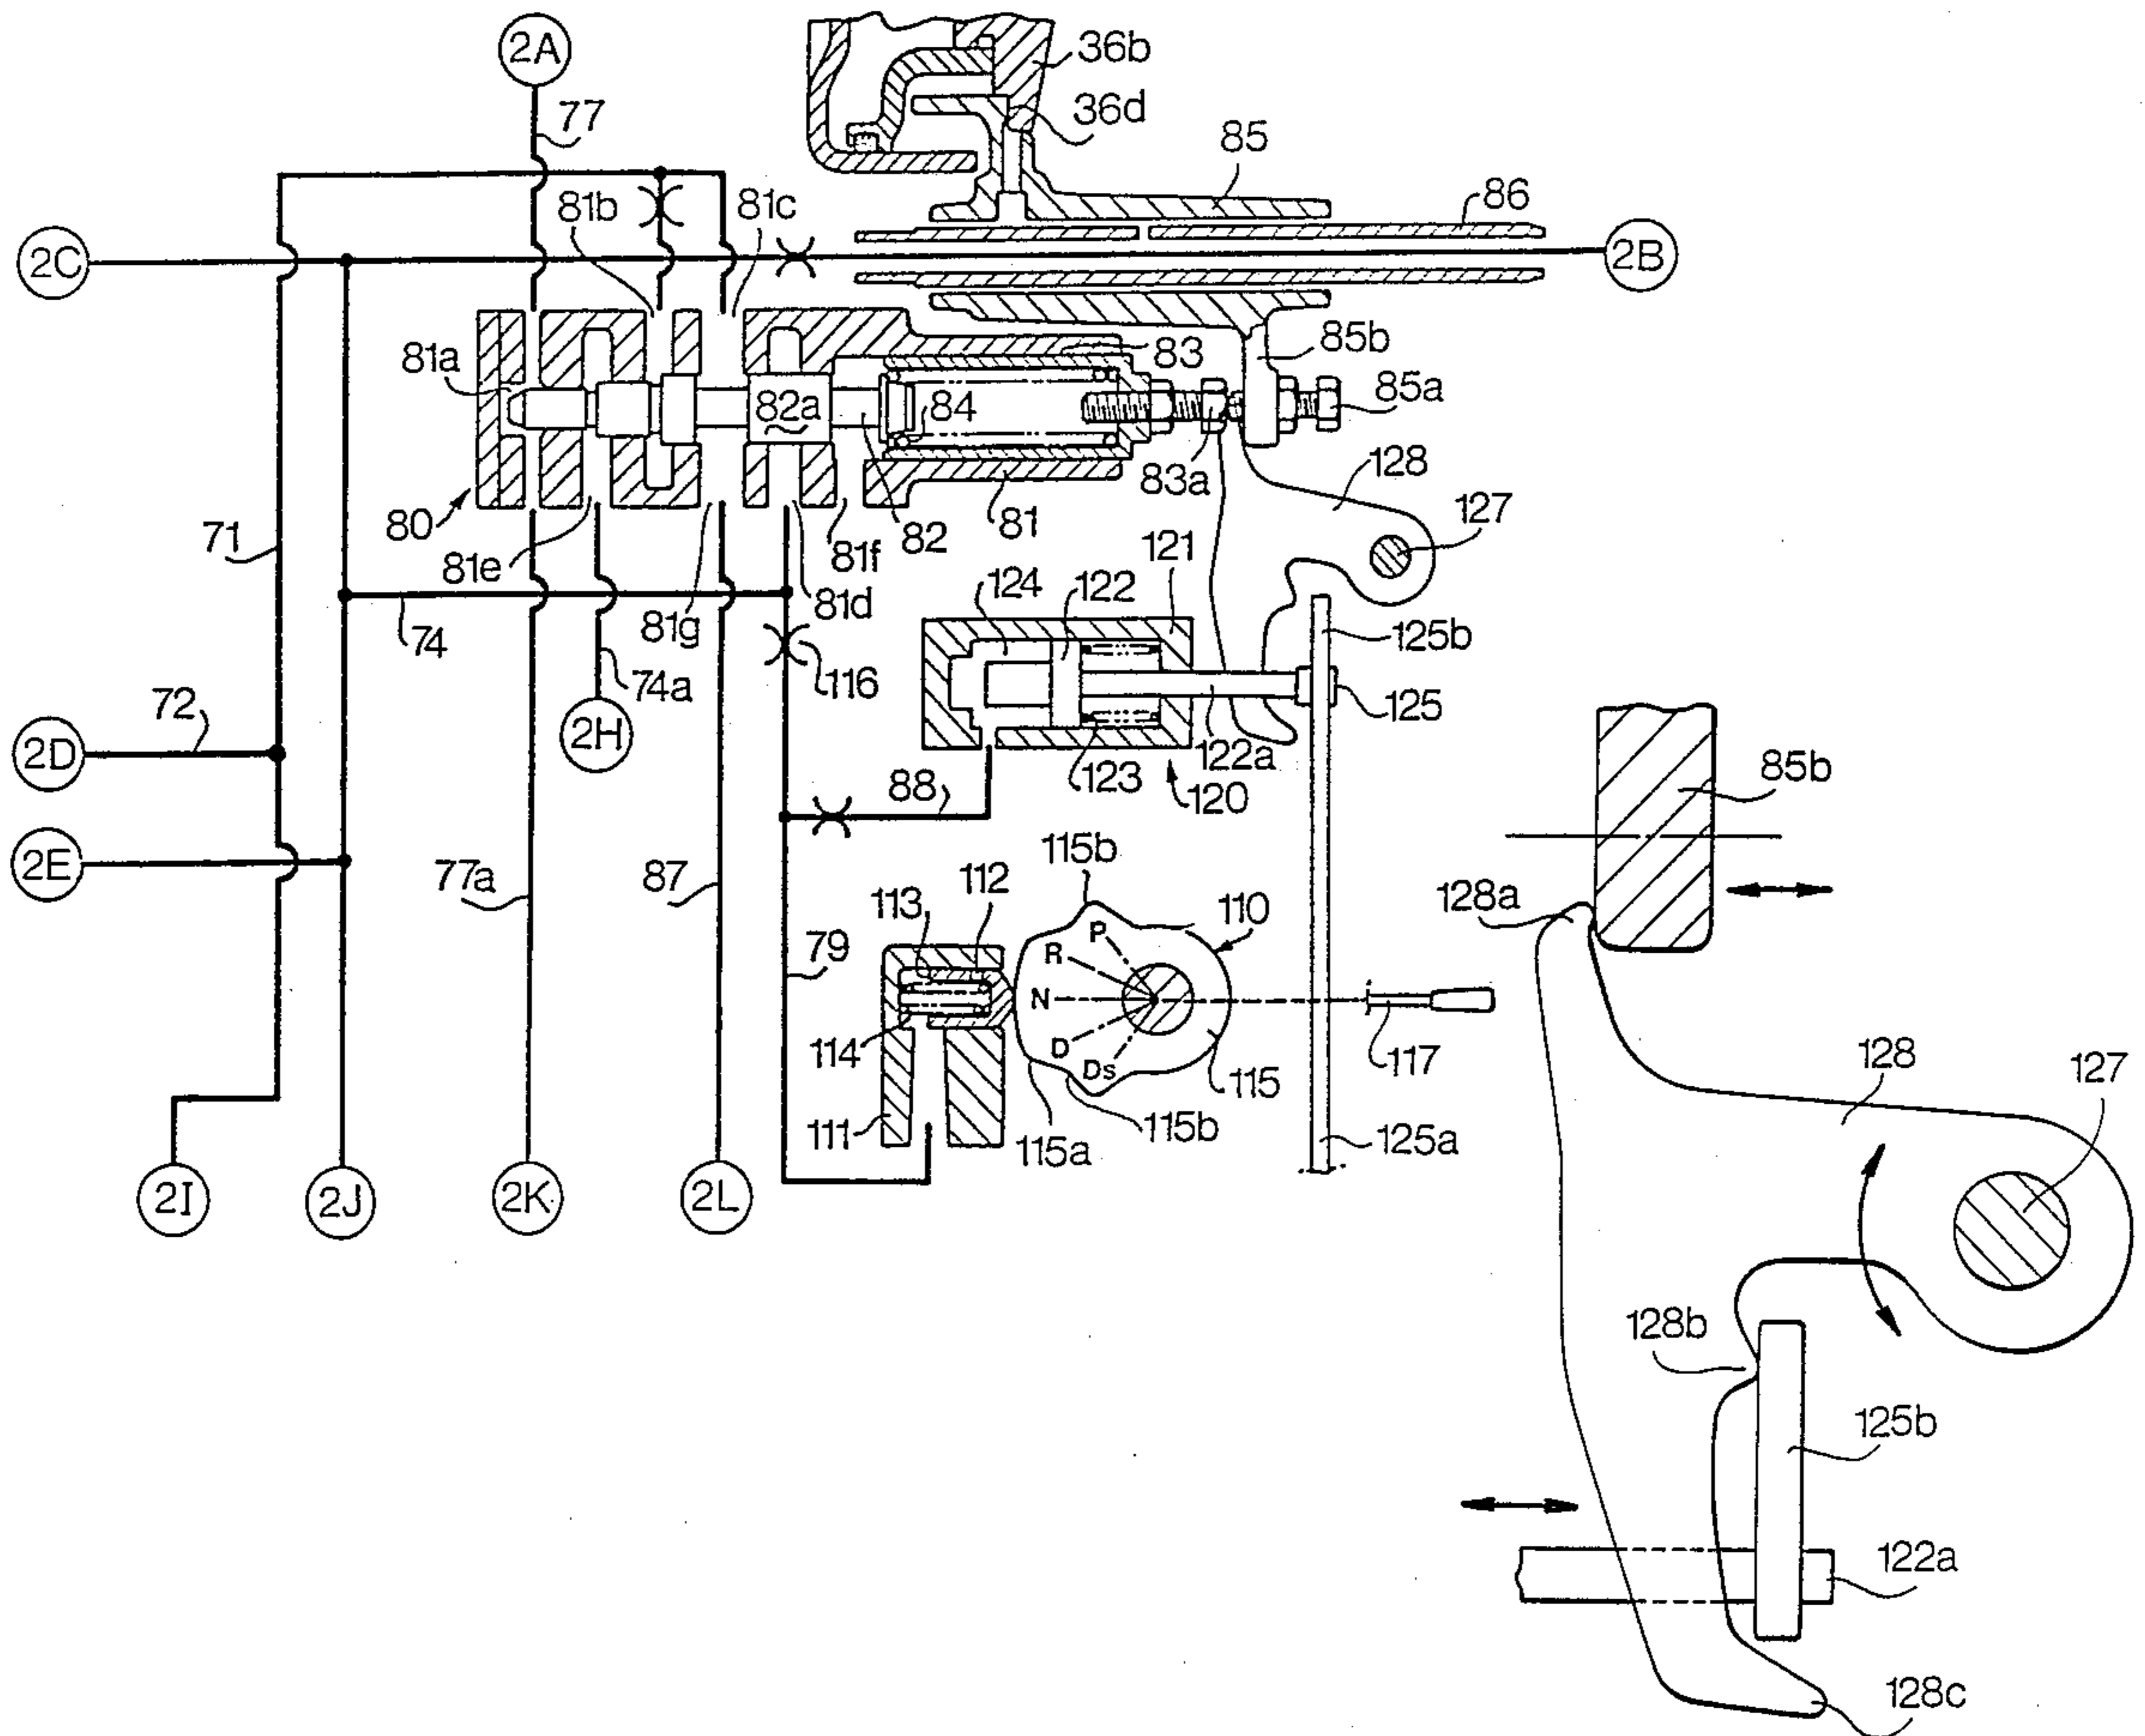 2A
36b
77
36d
85
81b
81c
86
2C
2B
81a
83
85b
82a
84
85a
83a
128
80
127
71
81
82
81e
81f
121
74
81g
81d
124
122
125b
116
74a
72
2H
125
2D
123
122a
85b
88
120
2E
115b
77a
87
113
112
128a
P
110
R
79
N
114
D
117
128
127
Ds
115
111
115a
115b
125a
2I
2J
2K
2L
128b
125b
122a
128c